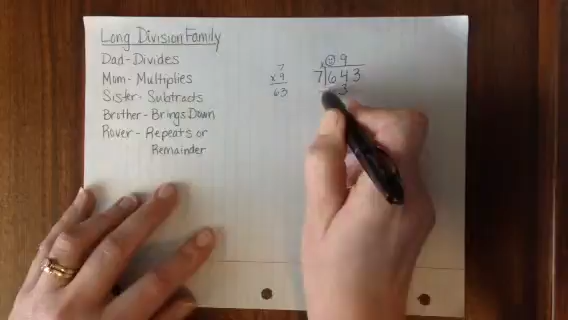 Long Division Family
Dad- Divides
Mom- Multiplies
Sister- Subtracts
Brother- Brings Down
Rover- Repeats or
Remainder
7
x 9
63
x 9
7 643
3